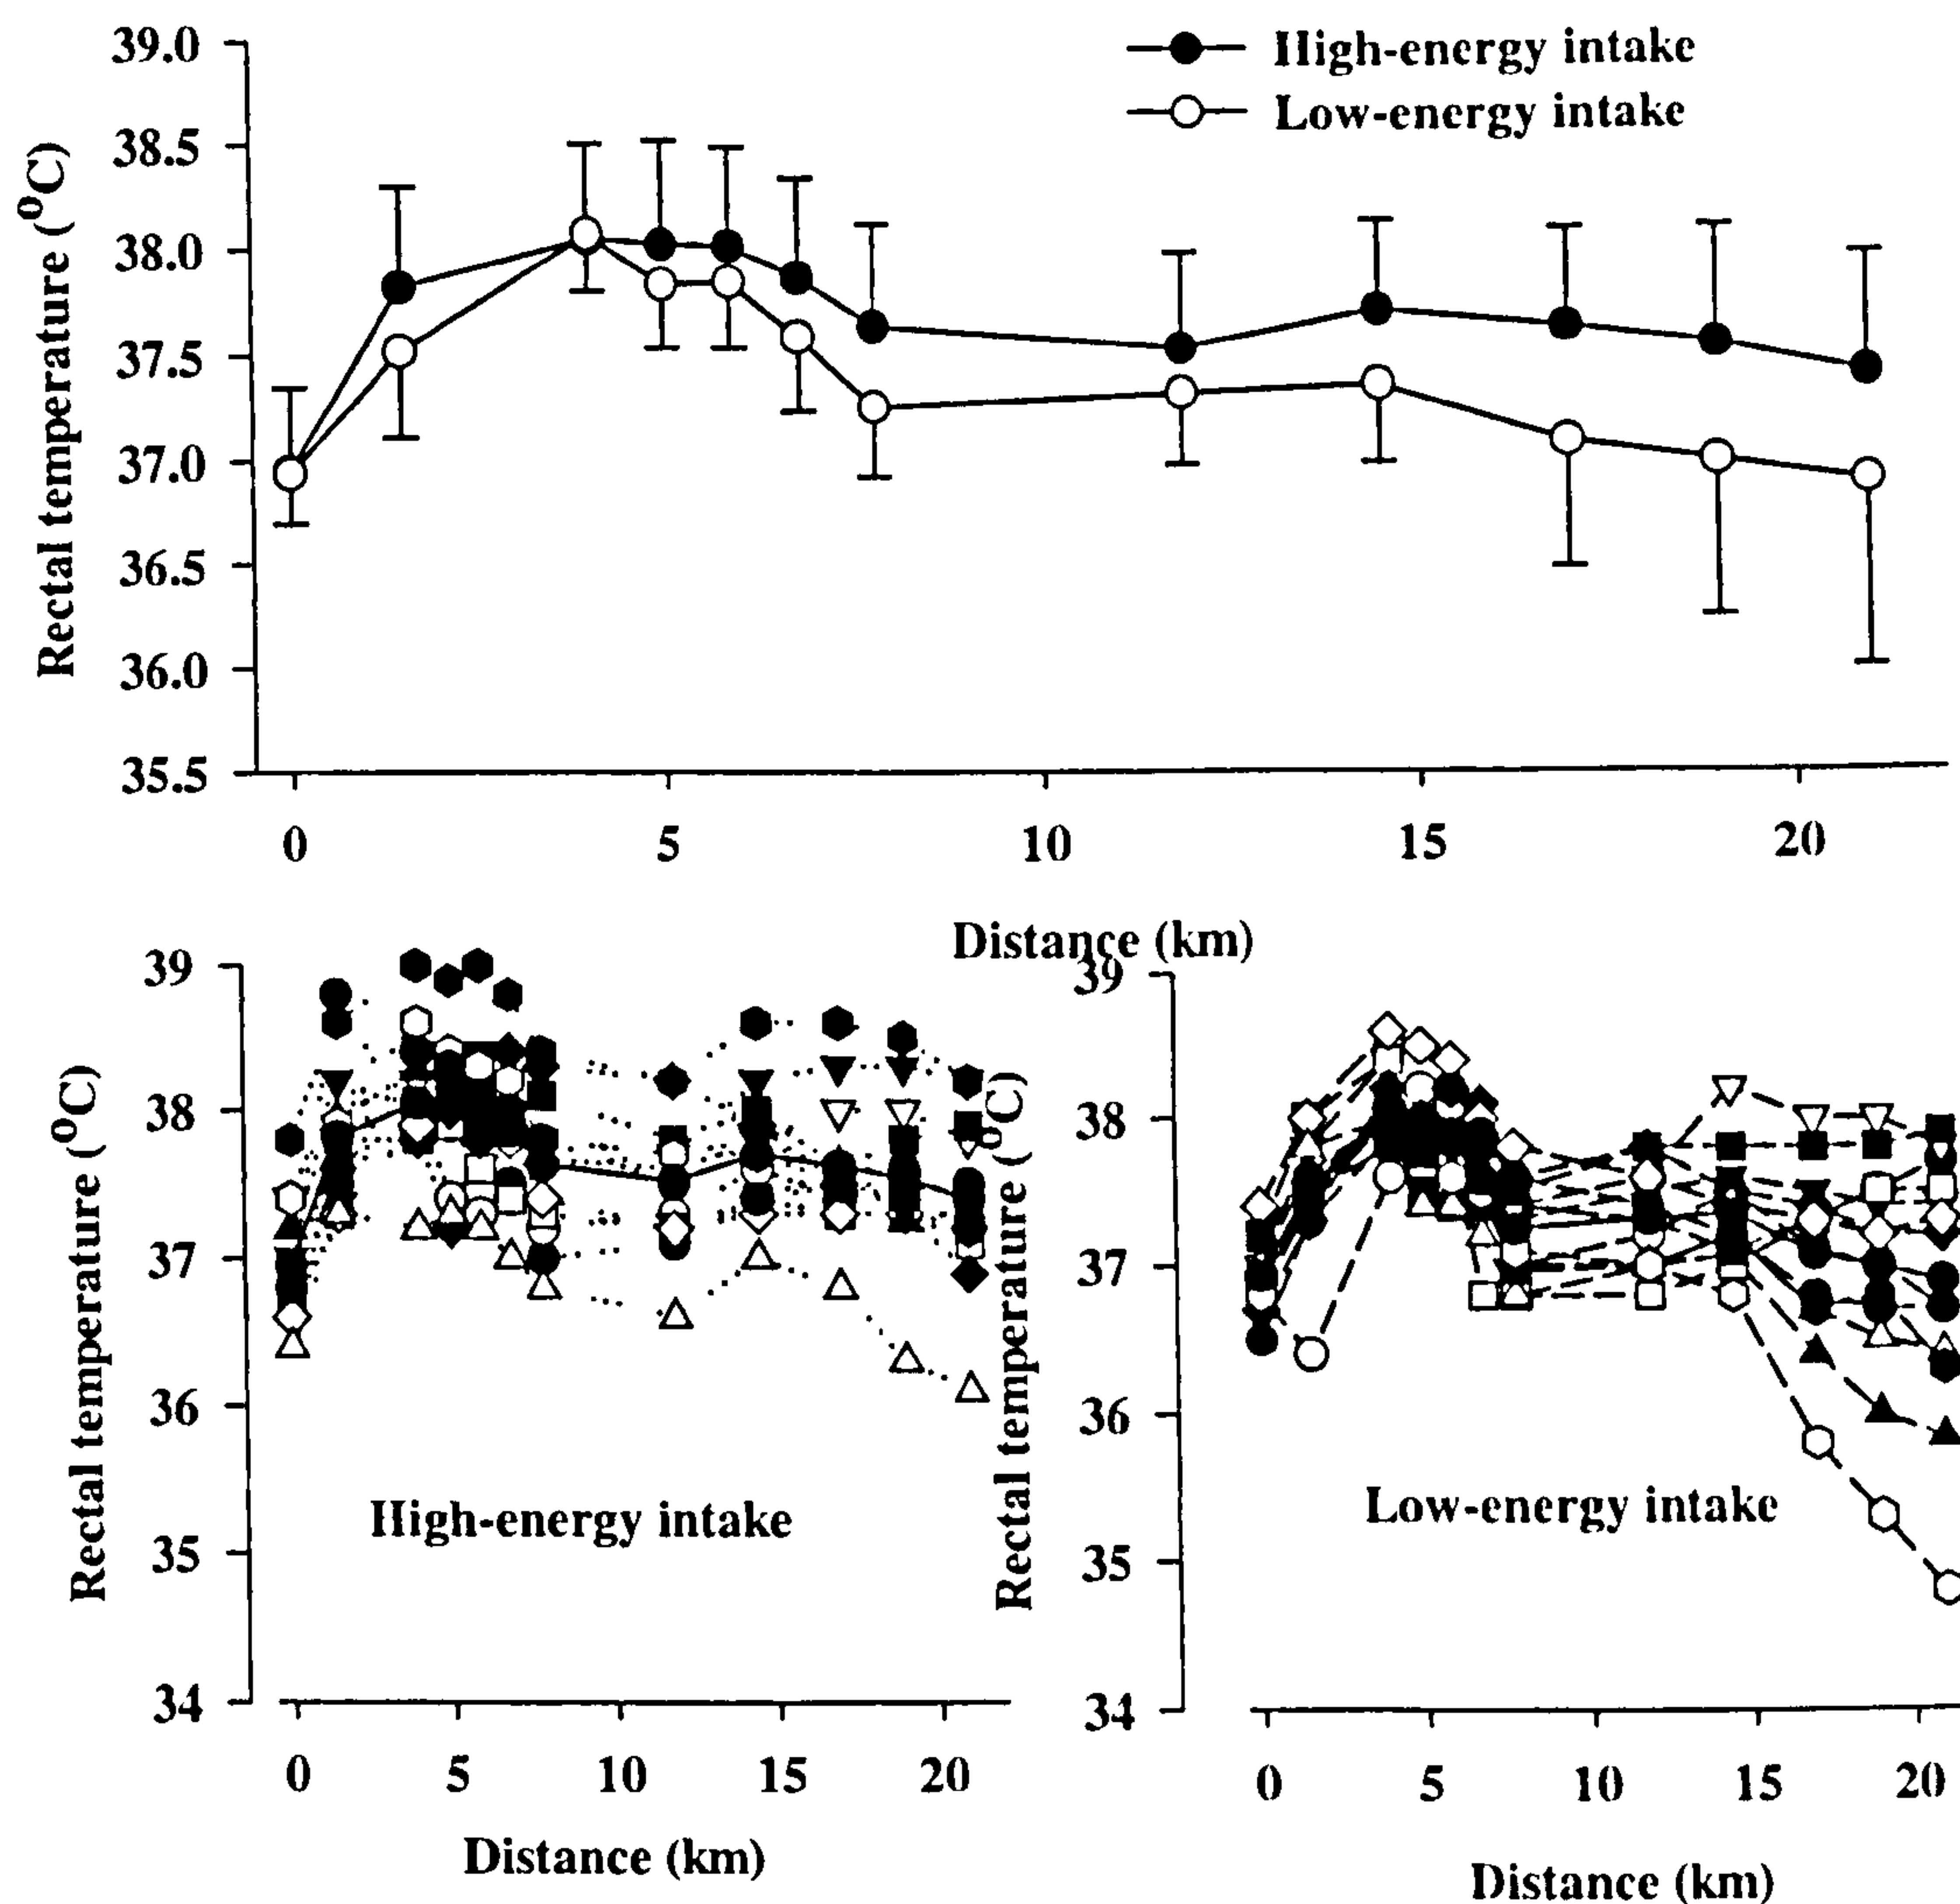 High-energy intake
Low-energy intake
Rectal temperature (⁰C)
39.0
38.5
38.0
37.5
37.0
36.5
36.0
35.5
0 5 10 15 20
Distance (km)
Rectal temperature (⁰C)
39
38
37
36
35
34
High-energy intake
0 5 10 15 20
Distance (km)
Rectal temperature (⁰C)
39
38
37
36
35
34
Low-energy intake
0 5 10 15 20
Distance (km)